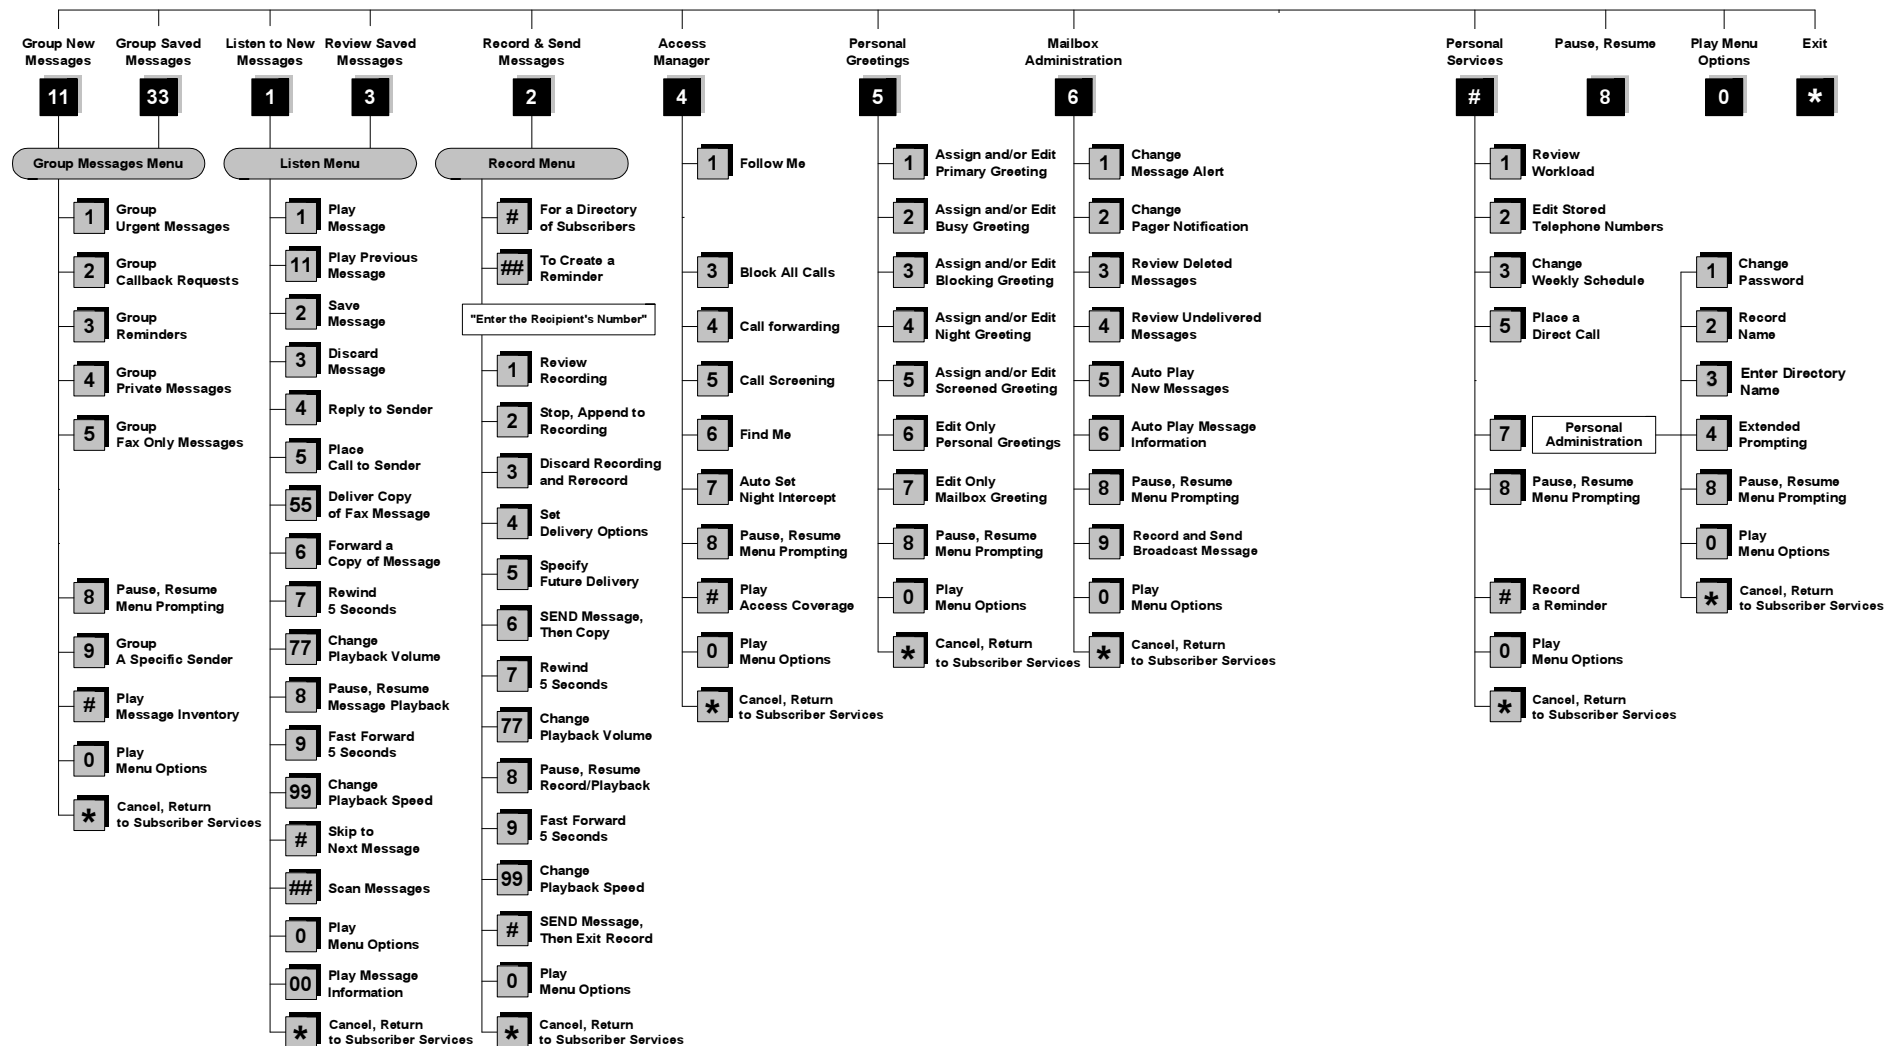 Group New
Messages
11
Group Saved
Messages
33
Listen to New
Messages
1
Review Saved
Messages
3
Record & Send
Messages
2
Access
Manager
4
Personal
Greetings
5
Mailbox
Administration
6
Personal
Services
#
Pause, Resume
8
Play Menu
Options
0
Exit
*
Group Messages Menu
1
Group
Urgent Messages
2
Group
Callback Requests
3
Group
Reminders
4
Group
Private Messages
5
Group
Fax Only Messages
8
Pause, Resume
Menu Prompting
9
Group
A Specific Sender
#
Play
Message Inventory
0
Play
Menu Options
*
Cancel, Return
to Subscriber Services
Listen Menu
1
Play
Message
11
Play Previous
Message
2
Save
Message
3
Discard
Message
4
Reply to Sender
5
Place
Call to Sender
55
Deliver Copy
of Fax Message
6
Forward a
Copy of Message
7
Rewind
5 Seconds
77
Change
Playback Volume
8
Pause, Resume
Message Playback
9
Fast Forward
5 Seconds
99
Change
Playback Speed
#
Skip to
Next Message
##
Scan Messages
0
Play
Menu Options
00
Play Message
Information
*
Cancel, Return
to Subscriber Services
Record Menu
#
For a Directory
of Subscribers
##
To Create a
Reminder
"Enter the Recipient's Number"
1
Review
Recording
2
Stop, Append to
Recording
3
Discard Recording
and Rerecord
4
Set
Delivery Options
5
Specify
Future Delivery
6
SEND Message,
Then Copy
7
Rewind
5 Seconds
77
Change
Playback Volume
8
Pause, Resume
Record/Playback
9
Fast Forward
5 Seconds
99
Change
Playback Speed
#
SEND Message,
Then Exit Record
0
Play
Menu Options
*
Cancel, Return
to Subscriber Services
1
Follow Me
3
Block All Calls
4
Call forwarding
5
Call Screening
6
Find Me
7
Auto Set
Night Intercept
8
Pause, Resume
Menu Prompting
#
Play
Access Coverage
0
Play
Menu Options
*
Cancel, Return
to Subscriber Services
1
Assign and/or Edit
Primary Greeting
2
Assign and/or Edit
Busy Greeting
3
Assign and/or Edit
Blocking Greeting
4
Assign and/or Edit
Night Greeting
5
Assign and/or Edit
Screened Greeting
6
Edit Only
Personal Greetings
7
Edit Only
Mailbox Greeting
8
Pause, Resume
Menu Prompting
0
Play
Menu Options
*
Cancel, Return
to Subscriber Services
1
Change
Message Alert
2
Change
Pager Notification
3
Review Deleted
Messages
4
Review Undelivered
Messages
5
Auto Play
New Messages
6
Auto Play Message
Information
8
Pause, Resume
Menu Prompting
9
Record and Send
Broadcast Message
0
Play
Menu Options
*
Cancel, Return
to Subscriber Services
1
Review
Workload
2
Edit Stored
Telephone Numbers
3
Change
Weekly Schedule
5
Place a
Direct Call
7
Personal
Administration
8
Pause, Resume
Menu Prompting
#
Record
a Reminder
0
Play
Menu Options
*
Cancel, Return
to Subscriber Services
1
Change
Password
2
Record
Name
3
Enter Directory
Name
4
Extended
Prompting
8
Pause, Resume
Menu Prompting
0
Play
Menu Options
*
Cancel, Return
to Subscriber Services